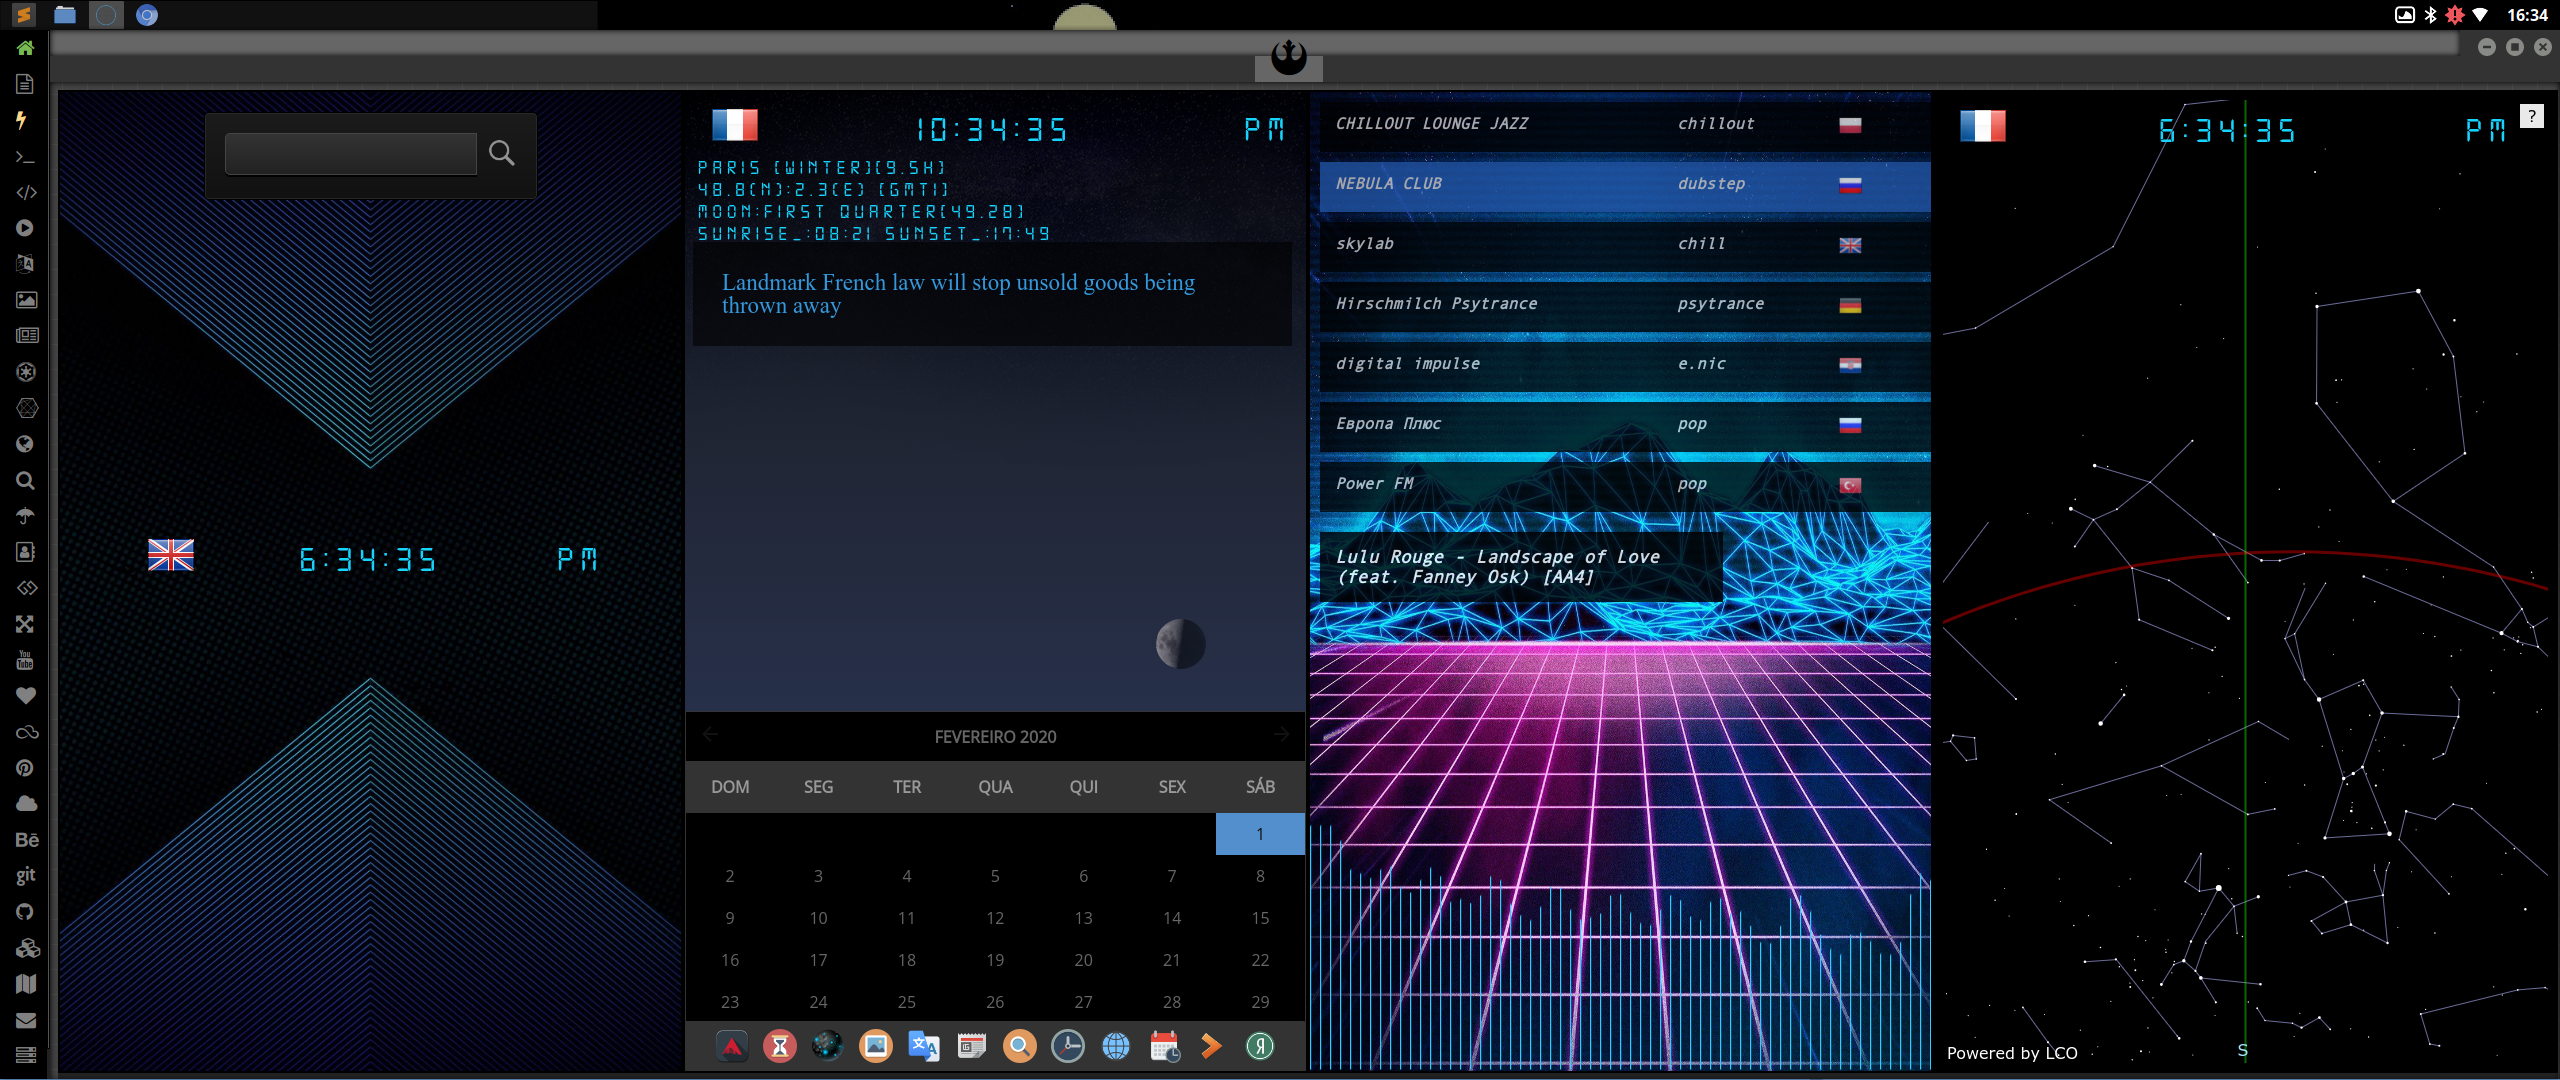 16:34
?
6:34:35 PM
10:34:35 PM
PARIS [WINTER][9.5H]
48.8(N):2.3(E) [GMT1]
MOON:FIRST QUARTER[49.28]
SUNRISE_:08:21 SUNSET_:17:49
Landmark French law will stop unsold goods being
thrown away
FEVEREIRO 2020
DOM SEG TER QUA QUI SEX SÁB
1
2 3 4 5 6 7 8
9 10 11 12 13 14 15
16 17 18 19 20 21 22
23 24 25 26 27 28 29
CHILLOUT LOUNGE JAZZ chillout
NEBULA CLUB dubstep
skylab chill
Hirschmilch Psytrance psytrance
digital impulse e.nic
Европа Плюс pop
Power FM pop
Lulu Rouge - Landscape of Love
(feat. Fanney Osk) [AA4]
6:34:35 PM
S
Powered by LCO
You
Tube
Bē
git